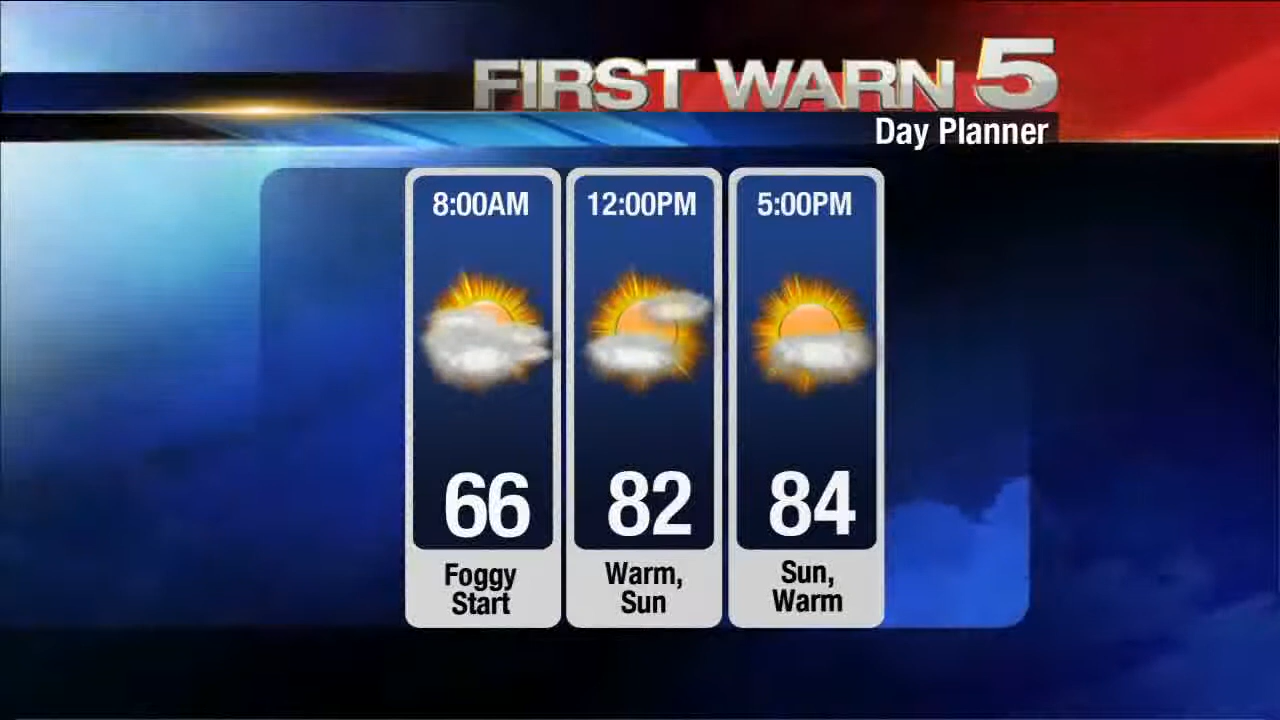 FIRST WARN 5
Day Planner
8:00AM
66
Foggy
Start
12:00PM
82
Warm,
Sun
5:00PM
84
Sun,
Warm